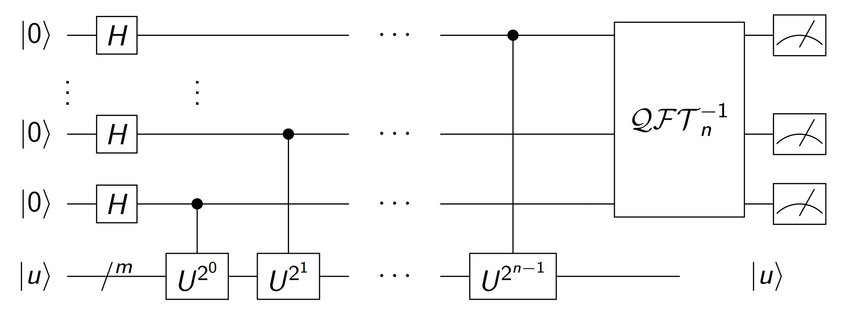 |0⟩ H ··· 
⋮ ⋮
|0⟩ H ··· QFT_n^{-1}
|0⟩ H ···
|u⟩ m U^{2^0} U^{2^1} ··· U^{2^{n-1}} |u⟩